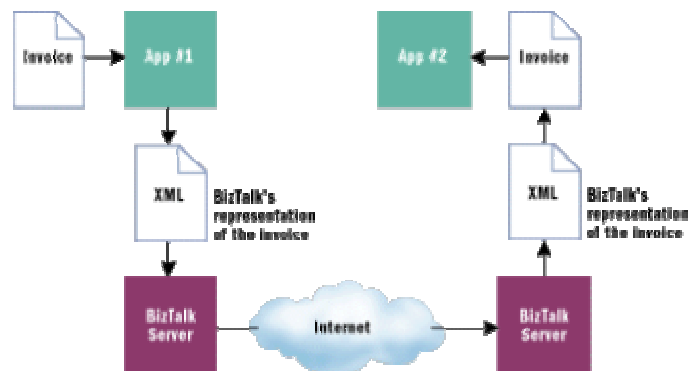 Invoice
App #1
App #2
Invoice
XML
BizTalk's
representation
of the invoice
XML
BizTalk's
representation
of the invoice
BizTalk
Server
Internet
BizTalk
Server